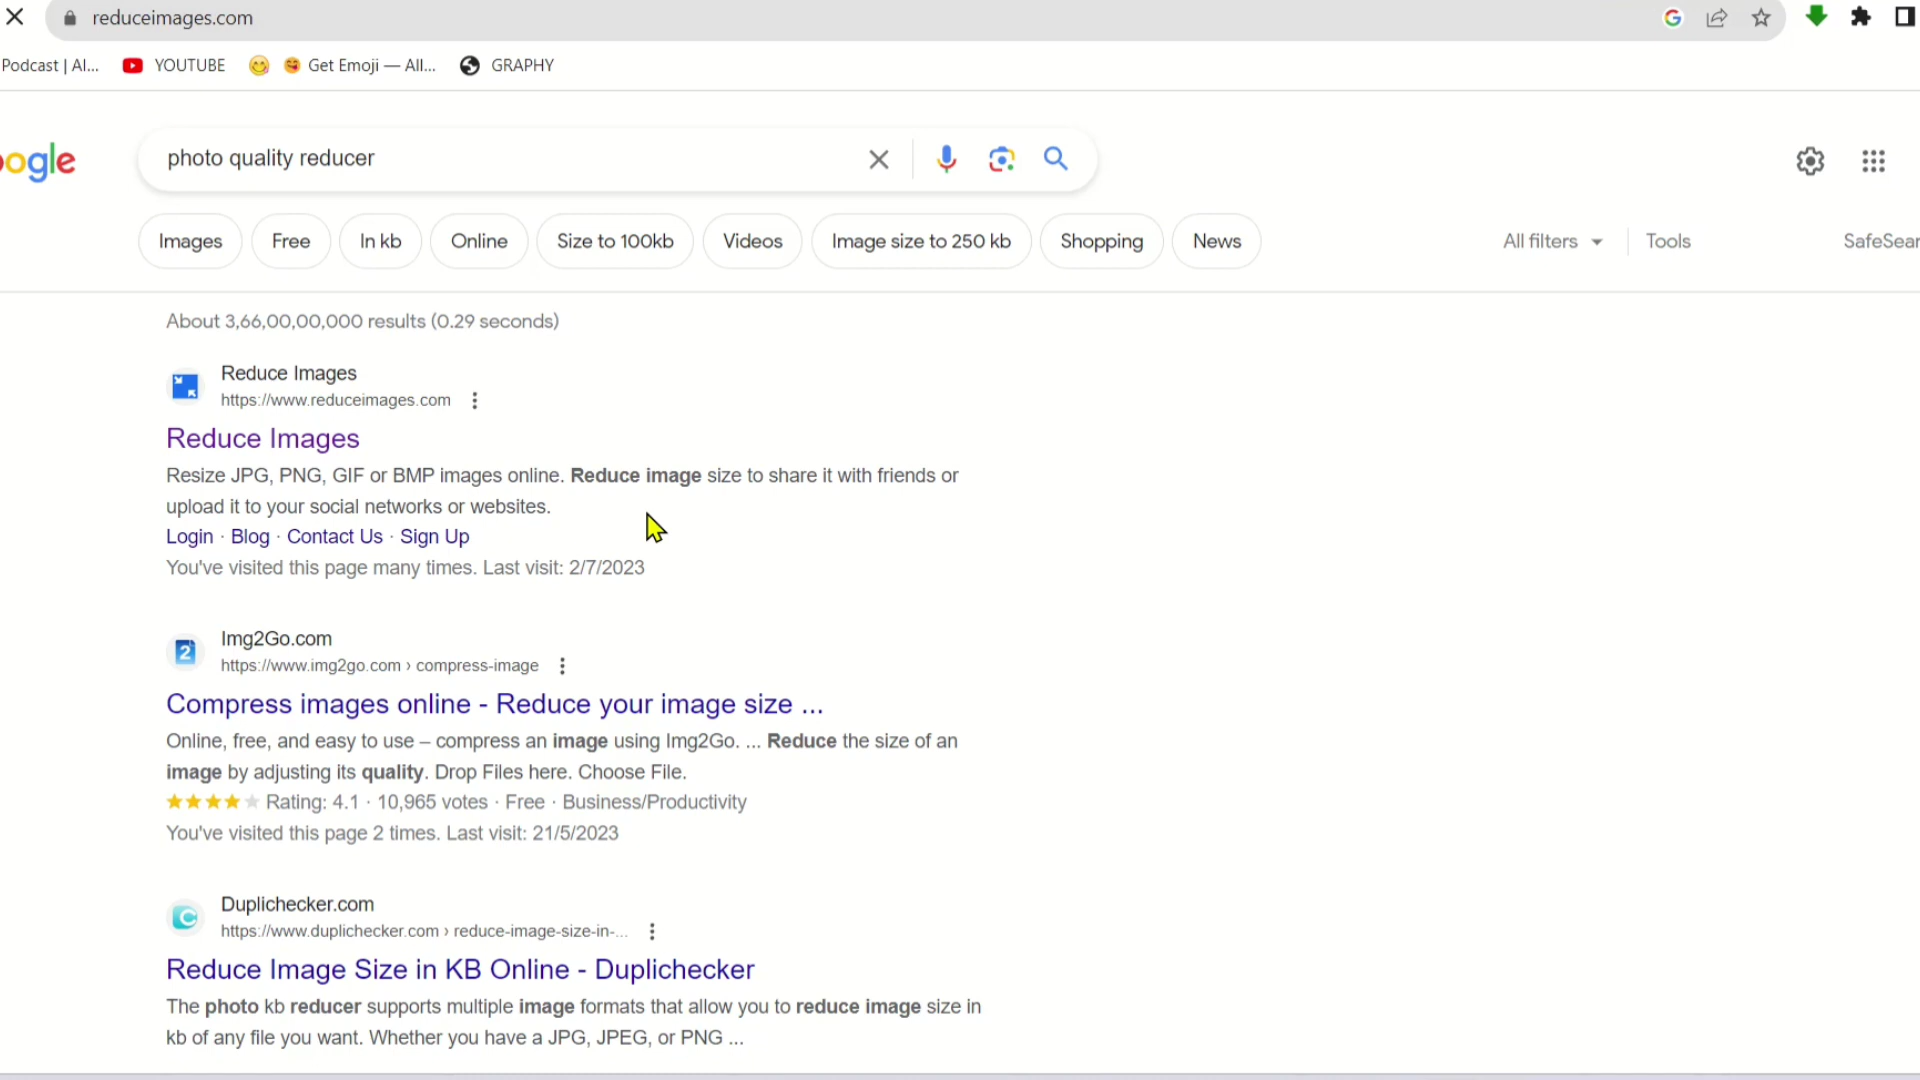 reduceimages.com
Podcast | Al...
YOUTUBE
Get Emoji — All...
GRAPHY
ogle
photo quality reducer
Images
Free
In kb
Online
Size to 100kb
Videos
Image size to 250 kb
Shopping
News
All filters
Tools
SafeSear
About 3,66,00,00,000 results (0.29 seconds)
Reduce Images
https://www.reduceimages.com
Reduce Images
Resize JPG, PNG, GIF or BMP images online. Reduce image size to share it with friends or
upload it to your social networks or websites.
Login · Blog · Contact Us · Sign Up
You've visited this page many times. Last visit: 2/7/2023
2
Img2Go.com
https://www.img2go.com › compress-image
Compress images online - Reduce your image size ...
Online, free, and easy to use – compress an image using Img2Go. ... Reduce the size of an
image by adjusting its quality. Drop Files here. Choose File.
Rating: 4.1 · 10,965 votes · Free · Business/Productivity
You've visited this page 2 times. Last visit: 21/5/2023
Duplichecker.com
https://www.duplichecker.com › reduce-image-size-in-...
Reduce Image Size in KB Online - Duplichecker
The photo kb reducer supports multiple image formats that allow you to reduce image size in
kb of any file you want. Whether you have a JPG, JPEG, or PNG ...